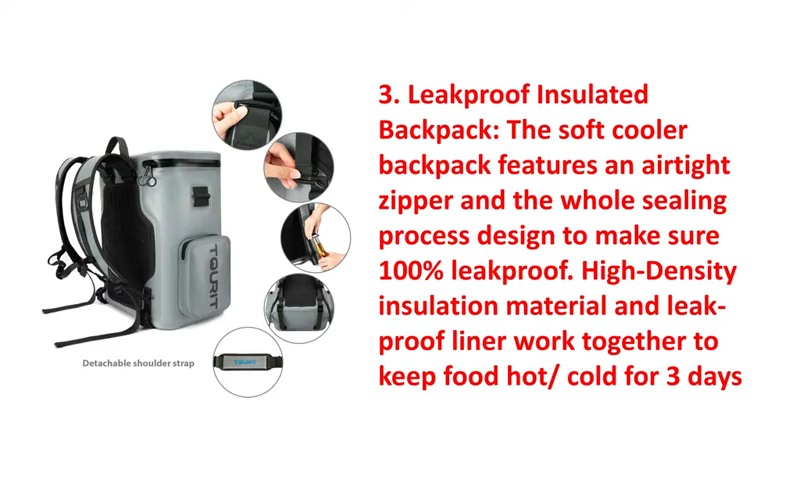 3. Leakproof Insulated
Backpack: The soft cooler
backpack features an airtight
zipper and the whole sealing
process design to make sure
100% leakproof. High-Density
insulation material and leak-
proof liner work together to
keep food hot/ cold for 3 days
TOURIT
Detachable shoulder strap
TOURIT